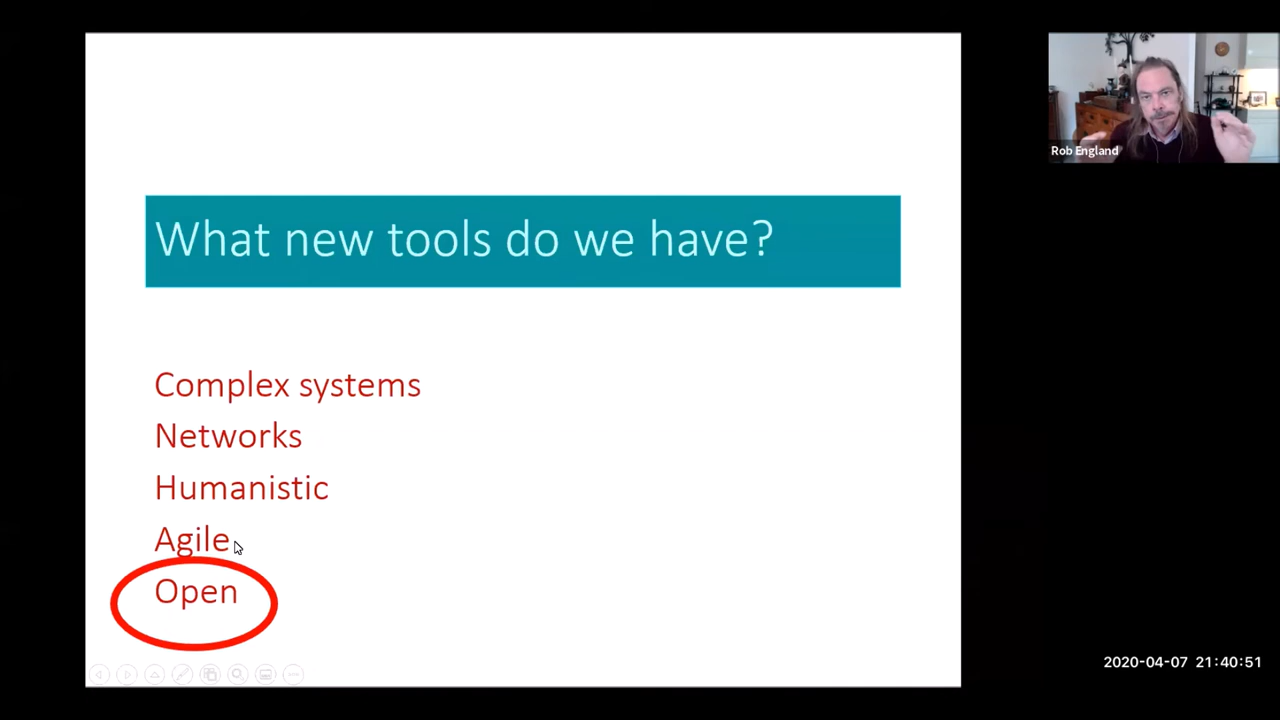 What new tools do we have?
Complex systems
Networks
Humanistic
Agile
Open
Rob England
2020-04-07 21:40:51